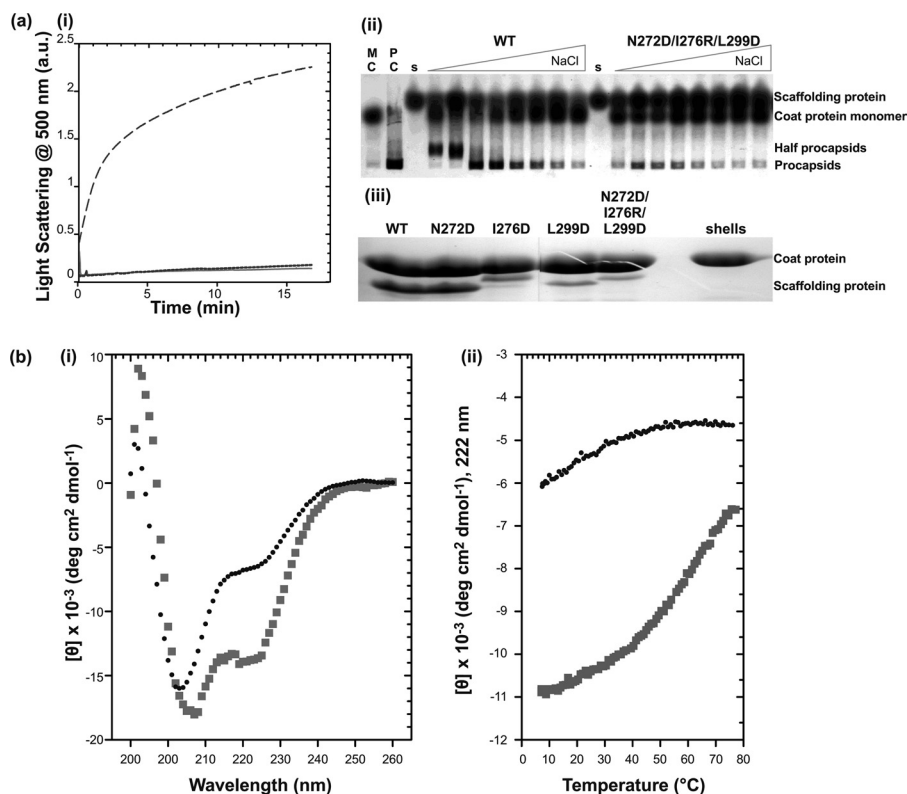 (a)
(i)
Light Scattering @ 500 nm (a.u.)
2.5
2
1.5
1
0.5
0
0
5
10
15
Time (min)
(ii)
M C
P C
s
WT
NaCl
s
N272D/I276R/L299D
NaCl
Scaffolding protein
Coat protein monomer
Half procapsids
Procapsids
(iii)
WT
N272D
I276D
L299D
N272D/
I276R/
L299D
shells
Coat protein
Scaffolding protein
(b)
(i)
[θ] x 10-3 (deg cm2 dmol-1)
10
5
0
-5
-10
-15
-20
200
200
210
220
230
240
250
260
Wavelength (nm)
(ii)
[θ] x 10-3 (deg cm2 dmol-1), 222 nm
-3
-4
-5
-6
-7
-8
-9
-10
-11
-12
0
10
20
30
40
50
60
70
80
Temperature (°C)